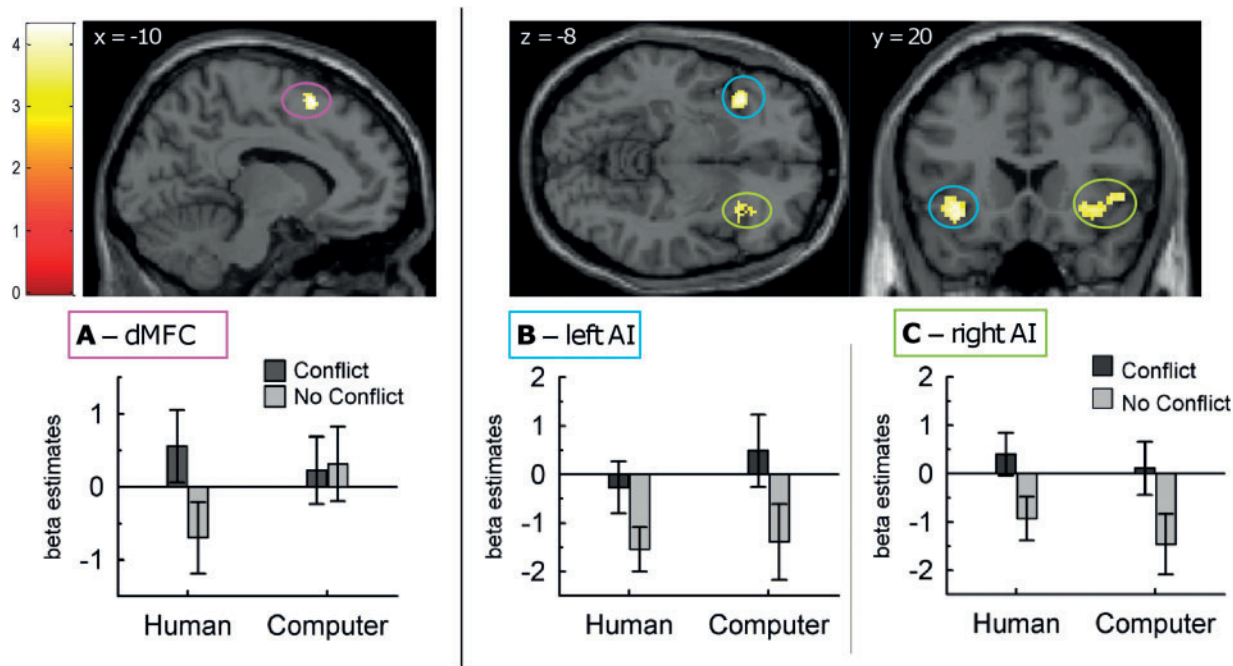 x = -10
4
3
2
1
0
z = -8
y = 20
A – dMFC
Conflict
No Conflict
beta estimates
1
0
-1
Human
Computer
B – left AI
beta estimates
2
1
0
-1
-2
Human
Computer
C – right AI
Conflict
No Conflict
beta estimates
2
1
0
-1
-2
Human
Computer